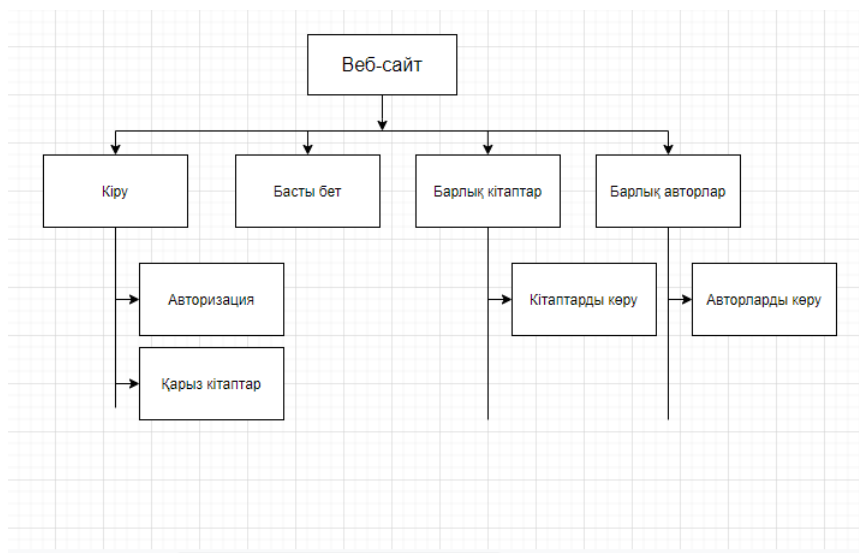 Веб-сайт
Кіру
Басты бет
Барлық кітаптар
Барлық авторлар
Авторизация
Кітаптарды көру
Авторларды көру
Қарыз кітаптар